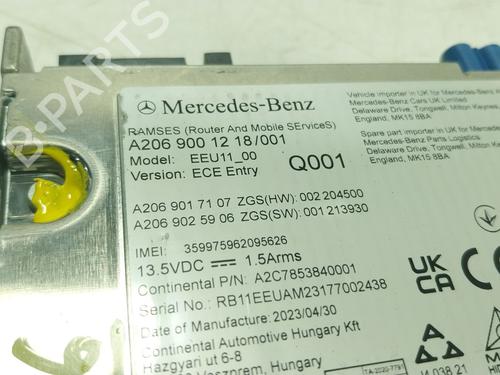 B-PARTS
Mercedes-Benz
RAMSES (Router And Mobile SErviceS)
A206 900 12 18/001
Model: EEU11_00
Version: ECE Entry
Q001
A206 901 71 07 ZGS(HW): 002 204500
A206 902 59 06 ZGS(SW): 001 213930
IMEI: 359975962095626
13.5VDC 1.5Arms
Continental P/N: A2C7853840001
Serial No.: RB11EEUAM23177002438
Date of Manufacture: 2023/04/30
Continental Automotive Hungary Kft
Hazgyari ut 6-8
Veszprem, Hungary
Vehicle importer in UK for Mercedes-Benz
Mercedes-Benz Cars UK Limited
Delaware Drive, Tongwell, Milton Keynes
England, MK15 8BA
Spare part importer in UK for Mercedes-Benz
Mercedes-Benz Parts Logistics
Delaware Drive, Tongwell, Milton Keynes
England, MK15 8BA
UK
CA